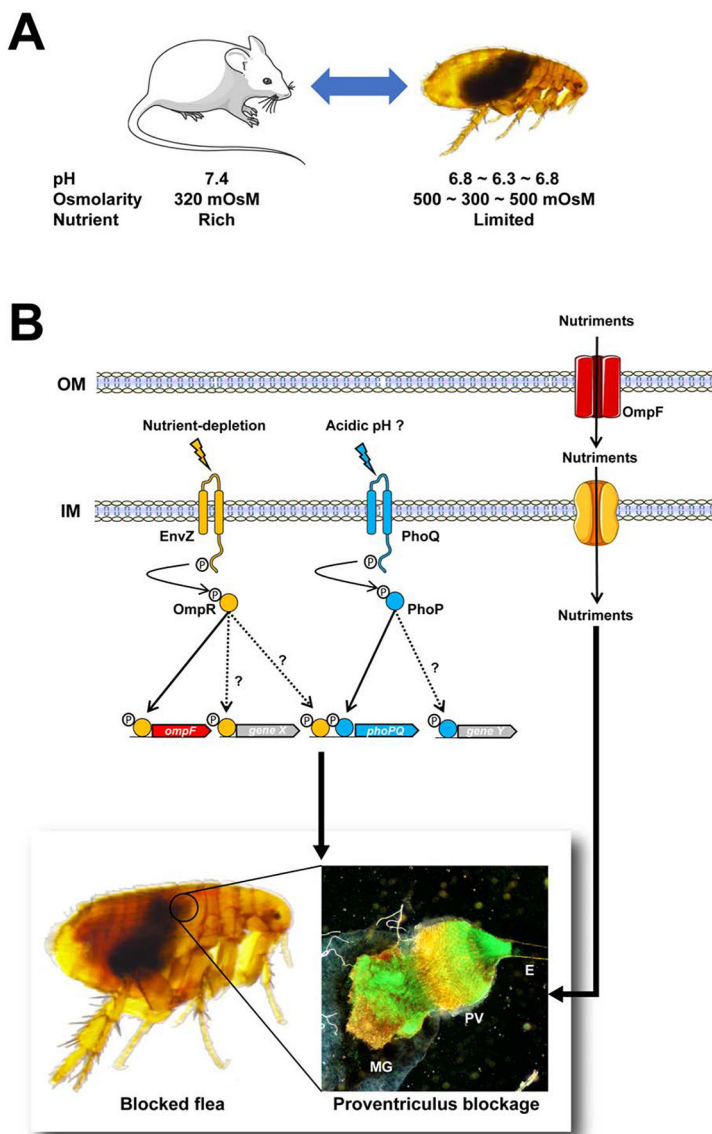 A
pH 7.4 6.8 ~ 6.3 ~ 6.8
Osmolarity 320 mOsM 500 ~ 300 ~ 500 mOsM
Nutrient Rich Limited
B
Nutriments
OM
OmpF
Nutrient-depletion Acidic pH ?
Nutriments
IM
EnvZ PhoQ
P P
P P
OmpR PhoP
Nutriments
? ? ?
P P P P P
ompF gene X phoPQ gene Y
E
PV
MG
Blocked flea Proventriculus blockage